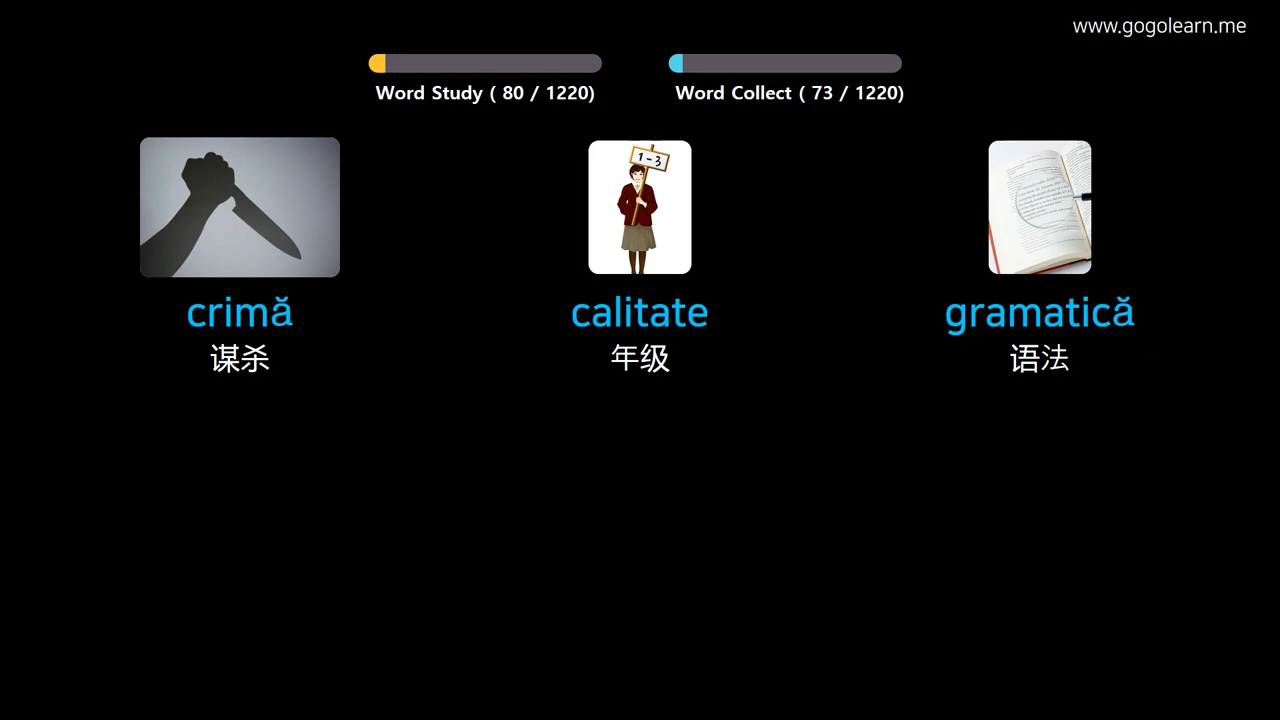 www.gogolearn.me
Word Study ( 80 / 1220)
Word Collect ( 73 / 1220)
1-3
crimă
calitate
gramatică
谋杀
年级
语法